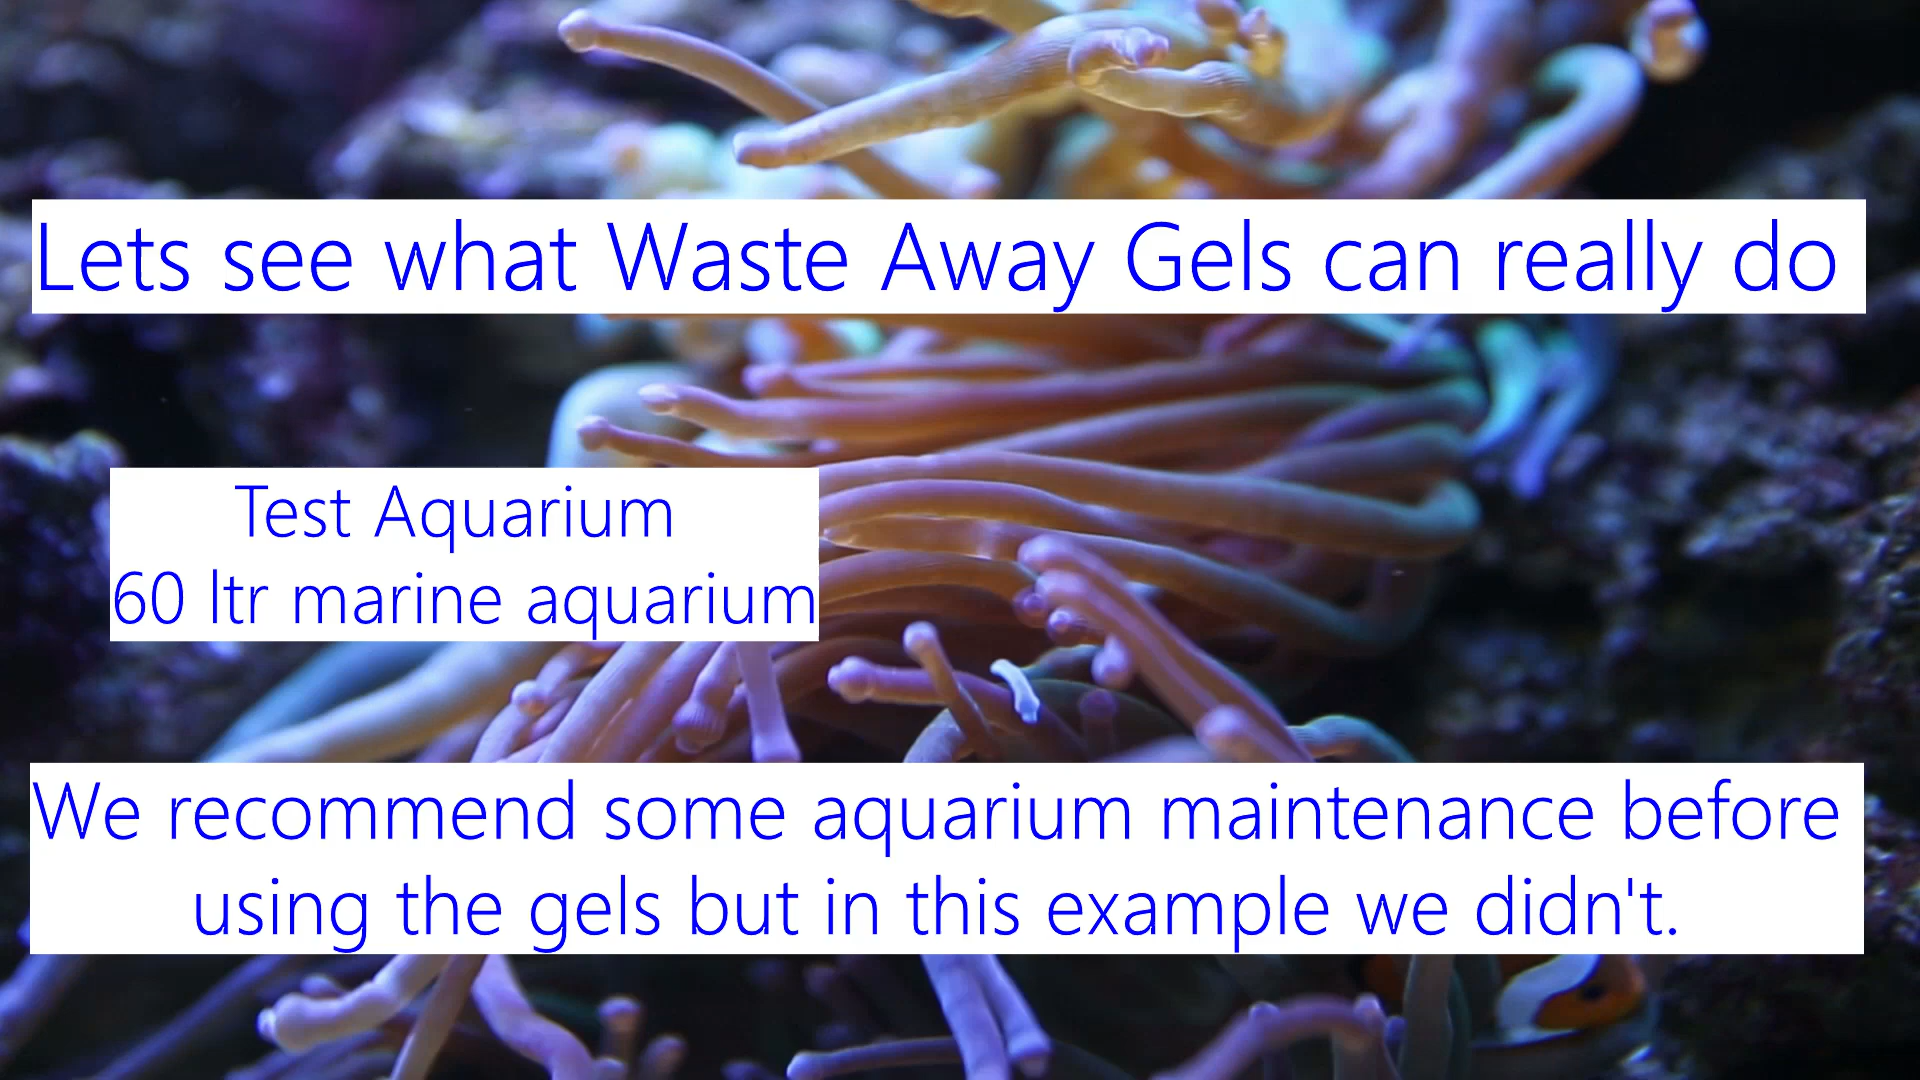 Lets see what Waste Away Gels can really do
Test Aquarium
60 ltr marine aquarium
We recommend some aquarium maintenance before
using the gels but in this example we didn't.